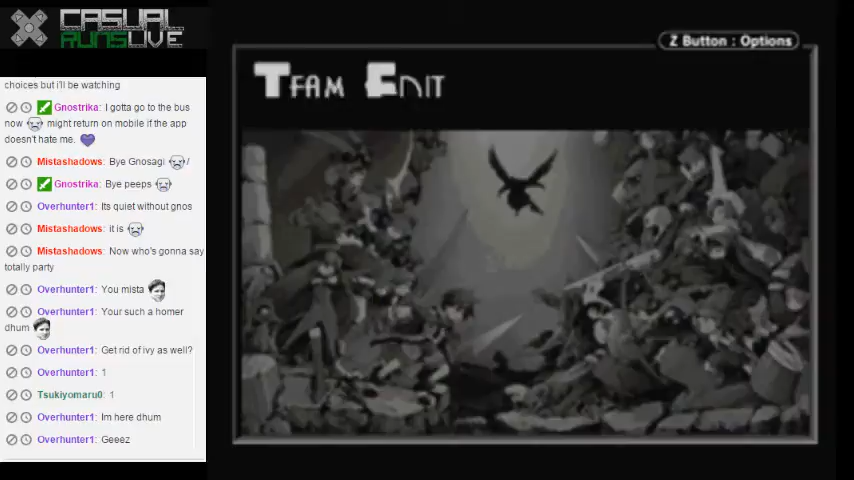 CASUAL
RUNSLIVE
Z Button : Options
TEAM EDIT
choices but i'll be watching
Gnostrika: I gotta go to the bus
now might return on mobile if the app
doesn't hate me.
Mistashadows: Bye Gnosagi /
Gnostrika: Bye peeps
Overhunter1: Its quiet without gnos
Mistashadows: it is
Mistashadows: Now who's gonna say
totally party
Overhunter1: You mista
Overhunter1: Your such a homer
dhum
Overhunter1: Get rid of ivy as well?
Overhunter1: 1
Tsukiyomaru0: 1
Overhunter1: Im here dhum
Overhunter1: Geeez